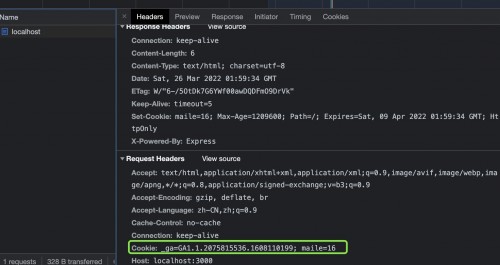 Name
Headers Preview Response Initiator Timing Cookies
localhost
Response Headers View source
Connection: keep-alive
Content-Length: 6
Content-Type: text/html; charset=utf-8
Date: Sat, 26 Mar 2022 01:59:34 GMT
ETag: W/"6-/5OtDk7G6YWf00awDQDFmO9DrVk"
Keep-Alive: timeout=5
Set-Cookie: maile=16; Max-Age=1209600; Path=/; Expires=Sat, 09 Apr 2022 01:59:34 GMT; Ht
tpOnly
X-Powered-By: Express
Request Headers View source
Accept: text/html,application/xhtml+xml,application/xml;q=0.9,image/avif,image/webp,ima
ge/apng,*/*;q=0.8,application/signed-exchange;v=b3;q=0.9
Accept-Encoding: gzip, deflate, br
Accept-Language: zh-CN,zh;q=0.9
Cache-Control: no-cache
Connection: keep-alive
Cookie: _ga=GA1.1.2075815536.1608110199; maile=16
Host: localhost:3000
1 requests 328 B transferred